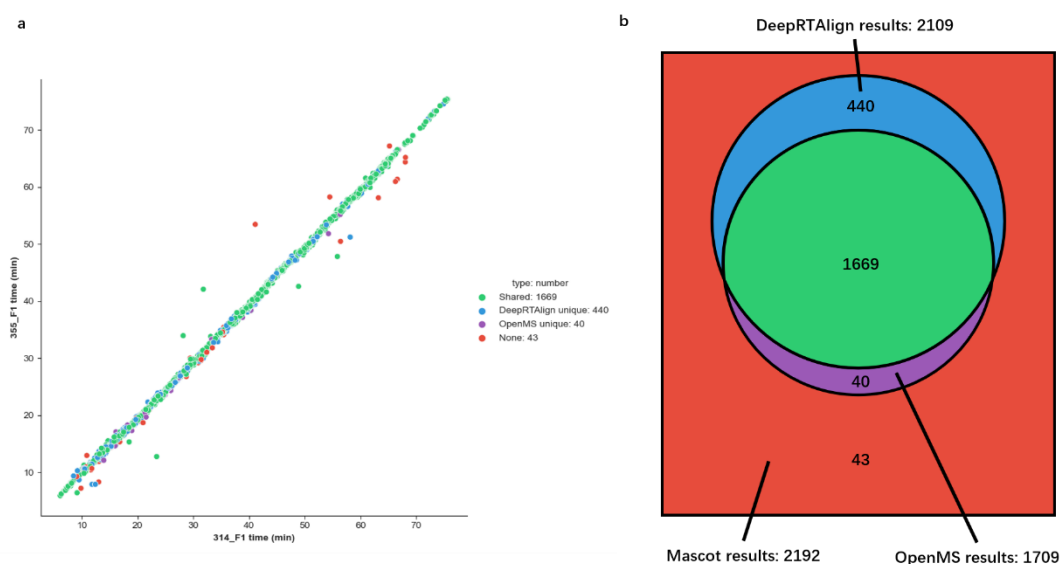 a
70
60
50
40
30
20
10
355_F1 time (min)
10 20 30 40 50 60 70
314_F1 time (min)
type: number
Shared: 1669
DeepRTAlign unique: 440
OpenMS unique: 40
None: 43
b
DeepRTAlign results: 2109
440
1669
40
43
Mascot results: 2192
OpenMS results: 1709